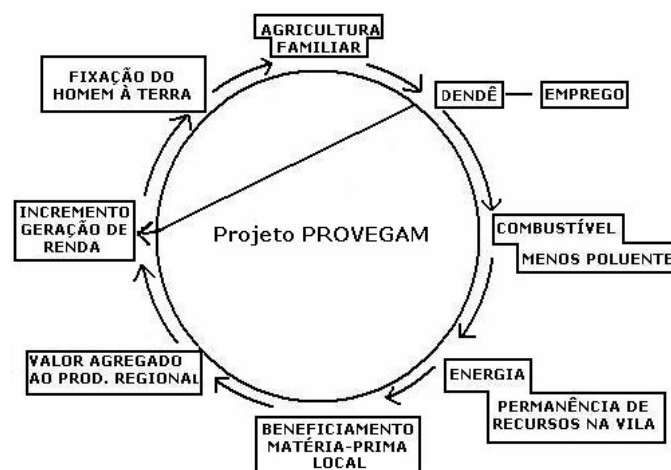 AGRICULTURA
FAMILIAR
DENDÊ
EMPREGO
COMBUSTÍVEL
MENOS POLUENTE
ENERGIA
PERMANÊNCIA DE
RECURSOS NA VILA
BENEFICIAMENTO
MATÉRIA-PRIMA
LOCAL
VALOR AGREGADO
AO PROD. REGIONAL
INCREMENTO
GERAÇÃO DE
RENDA
FIXAÇÃO DO
HOMEM À TERRA
Projeto PROVEGAM